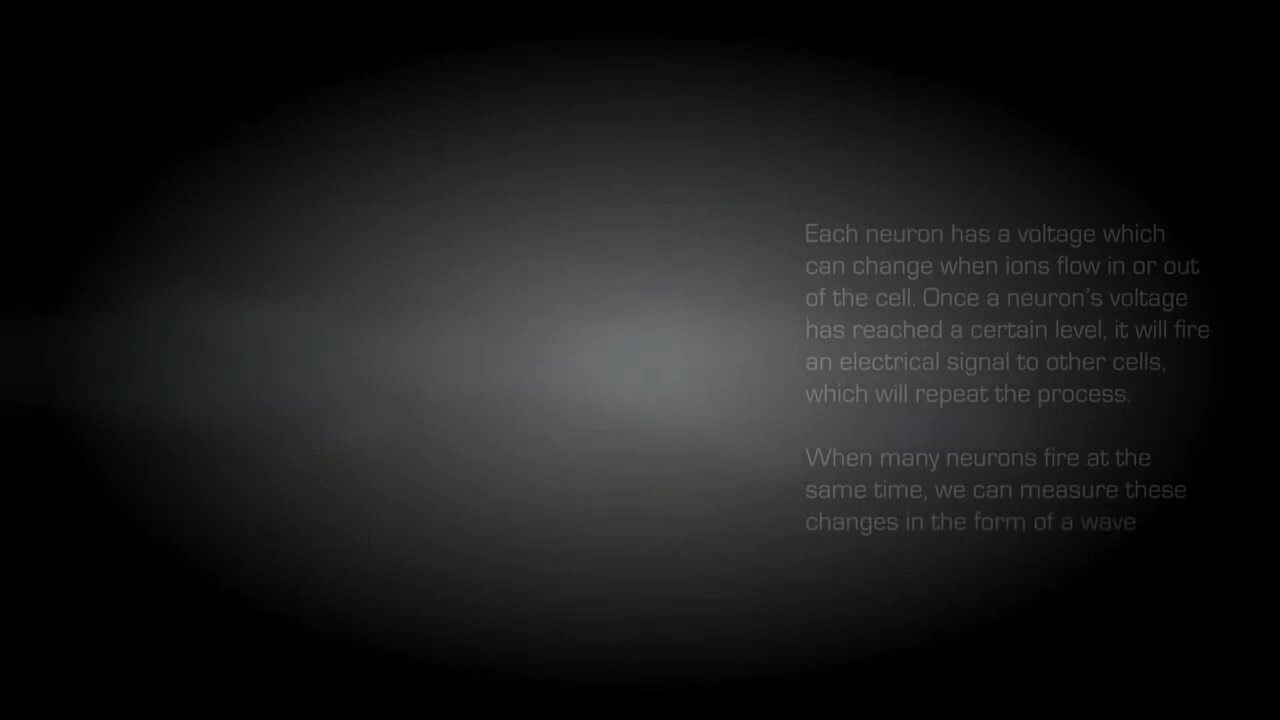 Each neuron has a voltage which
can change when ions flow in or out
of the cell. Once a neuron's voltage
has reached a certain level, it will fire
an electrical signal to other cells,
which will repeat the process.
When many neurons fire at the
same time, we can measure these
changes in the form of a wave